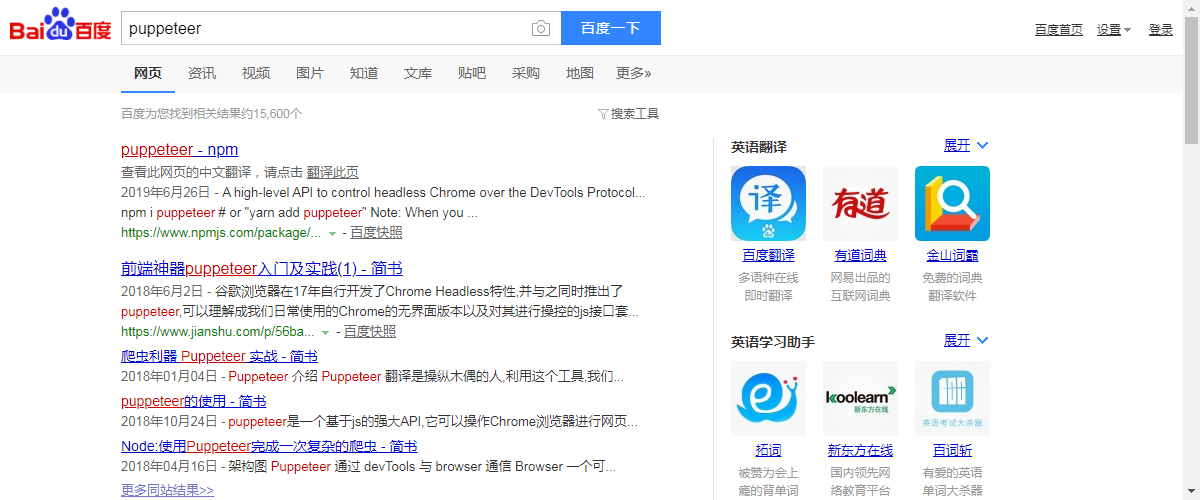 Bai du 百度 puppeteer 百度一下 百度首页 设置 登录
网页 资讯 视频 图片 知道 文库 贴吧 采购 地图 更多»
百度为您找到相关结果约15,600个 搜索工具
puppeteer - npm
查看此网页的中文翻译，请点击 翻译此页
2019年6月26日 - A high-level API to control headless Chrome over the DevTools Protocol...
npm i puppeteer # or "yarn add puppeteer" Note: When you ...
https://www.npmjs.com/package/... - 百度快照
前端神器puppeteer入门及实践(1) - 简书
2018年6月2日 - 谷歌浏览器在17年自行开发了Chrome Headless特性,并与之同时推出了
puppeteer,可以理解成我们日常使用的Chrome的无界面版本以及对其进行操控的js接口套...
https://www.jianshu.com/p/56ba... - 百度快照
爬虫利器 Puppeteer 实战 - 简书
2018年01月04日 - Puppeteer 介绍 Puppeteer 翻译是操纵木偶的人,利用这个工具,我们...
puppeteer的使用 - 简书
2018年10月24日 - puppeteer是一个基于js的强大API,它可以操作Chrome浏览器进行网页...
Node:使用Puppeteer完成一次复杂的爬虫 - 简书
2018年04月16日 - 架构图 Puppeteer 通过 devTools 与 browser 通信 Browser 一个可...
更多同站结果>>
英语翻译 展开
译 有道
百度翻译 有道词典 金山词霸
多语种在线 网易出品的 免费的词典
即时翻译 互联网词典 翻译软件
英语学习助手 展开
koolearn
新东方在线
英语考试大杀器
拓词 新东方在线 百词斩
被赞为会上 国内领先网 有爱的英语
瘾的背单词 络教育平台 单词大杀器